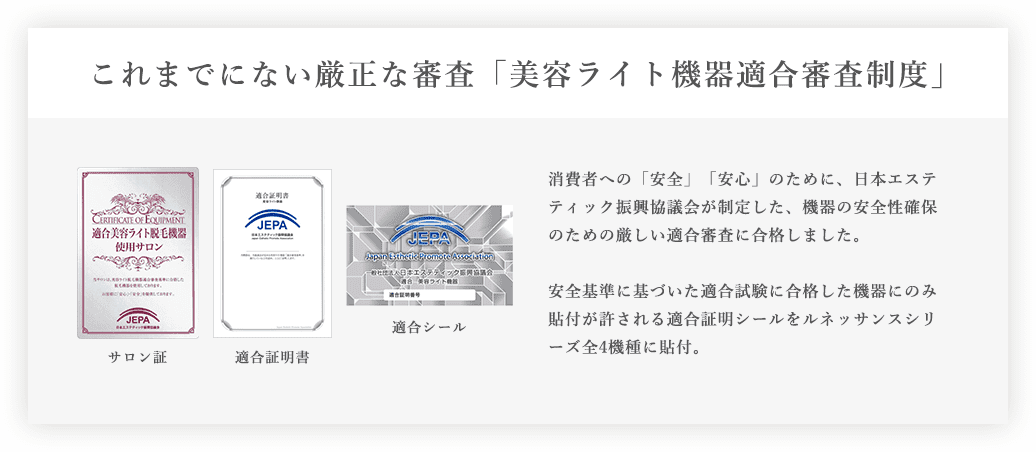 これまでにない厳正な審査「美容ライト機器適合審査制度」
CERTIFICATE OF EQUIPMENT
適合美容ライト脱毛機器
使用サロン
JEPA
日本エステティック振興協議会
サロン証
適合証明書
美容ライト機器
JEPA
日本エステティック振興協議会
Japan Esthetic Promote Association
適合証明書
JEPA
Japan Esthetic Promote Association
一般社団法人 日本エステティック振興協議会
適合 美容ライト機器
適合証明番号
適合シール
消費者への「安全」「安心」のために、日本エステ
ティック振興協議会が制定した、機器の安全性確保
のための厳しい適合審査に合格しました。
安全基準に基づいた適合試験に合格した機器にのみ
貼付が許される適合証明シールをルネッサンスシリ
ーズ全4機種に貼付。